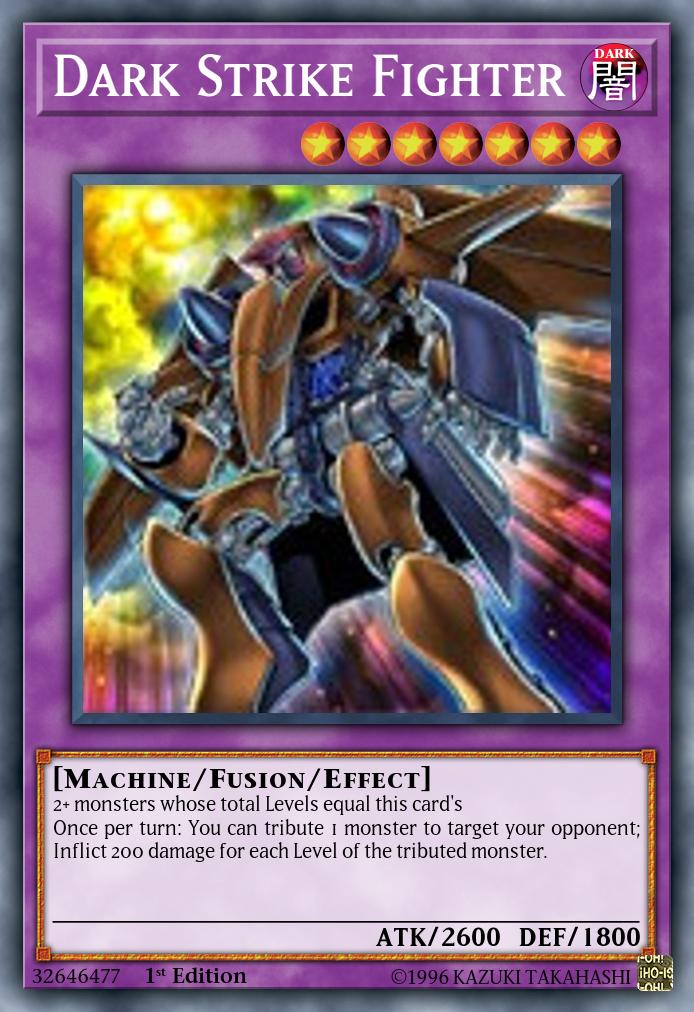 Dark Strike Fighter
DARK
闇
[Machine/Fusion/Effect]
2+ monsters whose total Levels equal this card's
Once per turn: You can tribute 1 monster to target your opponent;
Inflict 200 damage for each Level of the tributed monster.
ATK/2600 DEF/1800
32646477 1st Edition ©1996 KAZUKI TAKAHASHI